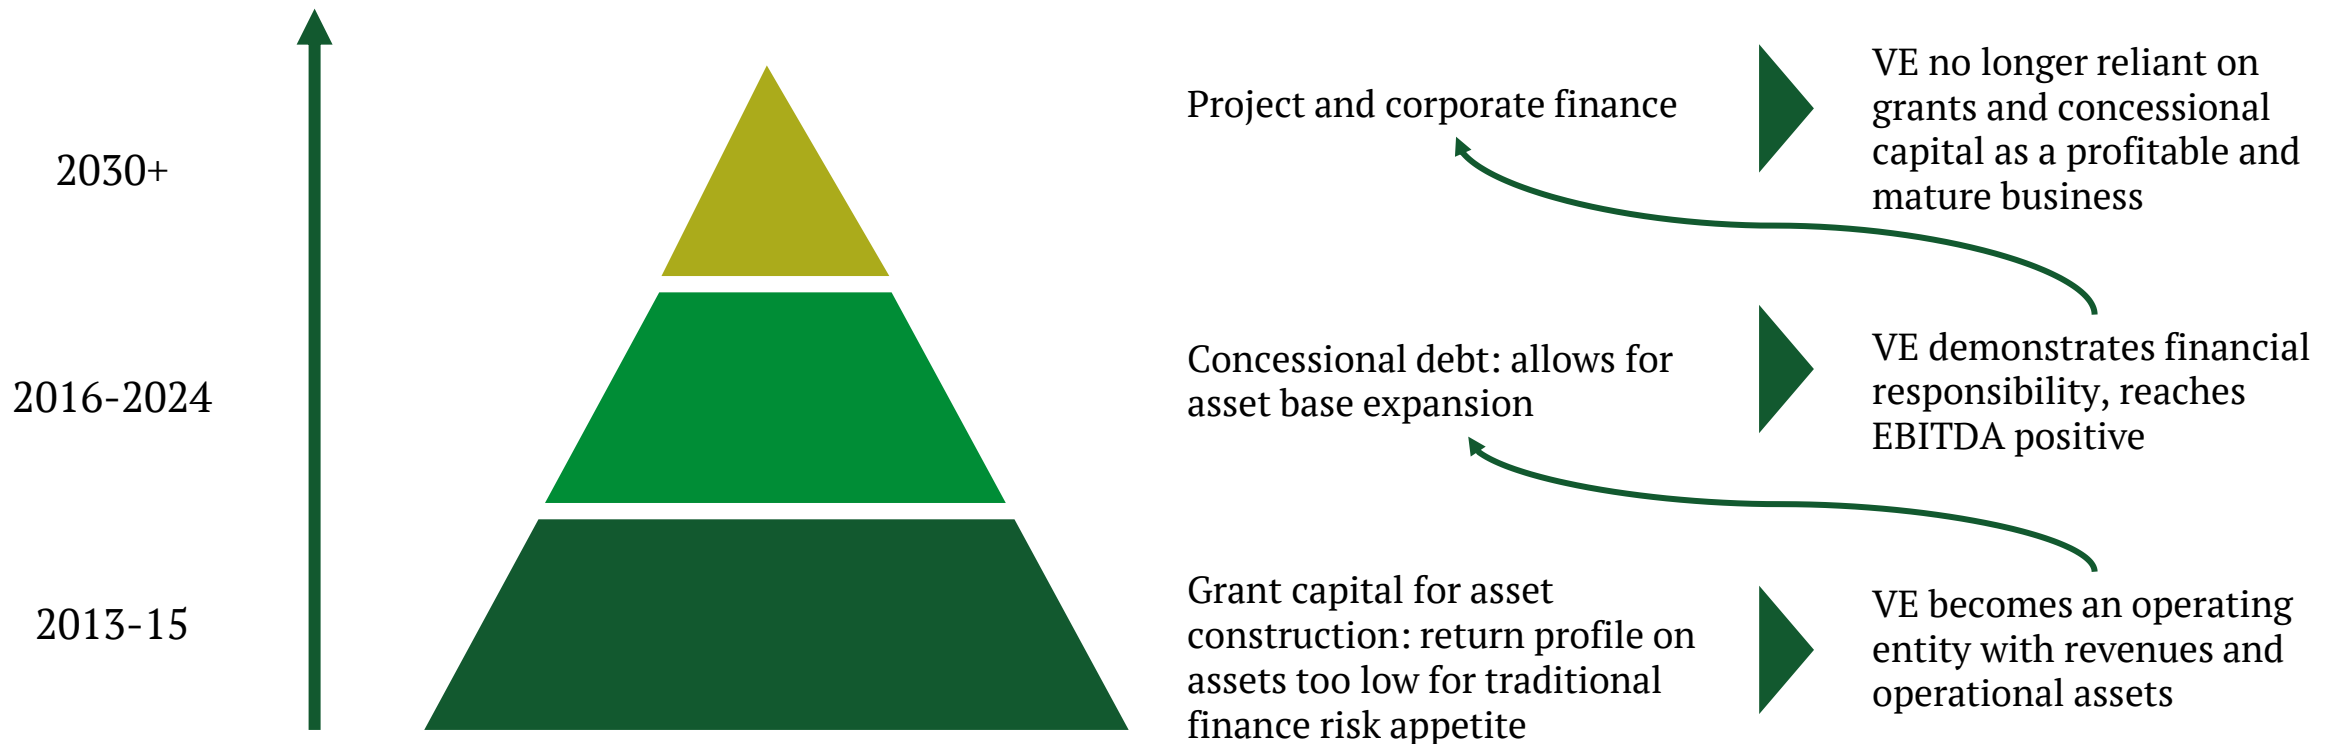 2030+
Project and corporate finance
VE no longer reliant on
grants and concessional
capital as a profitable and
mature business
2016-2024
Concessional debt: allows for
asset base expansion
VE demonstrates financial
responsibility, reaches
EBITDA positive
2013-15
Grant capital for asset
construction: return profile on
assets too low for traditional
finance risk appetite
VE becomes an operating
entity with revenues and
operational assets